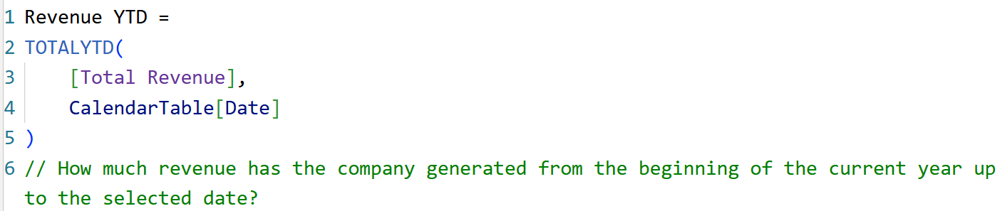 1 Revenue YTD =
2 TOTALYTD(
3     [Total Revenue],
4     CalendarTable[Date]
5 )
6 // How much revenue has the company generated from the beginning of the current year up
to the selected date?